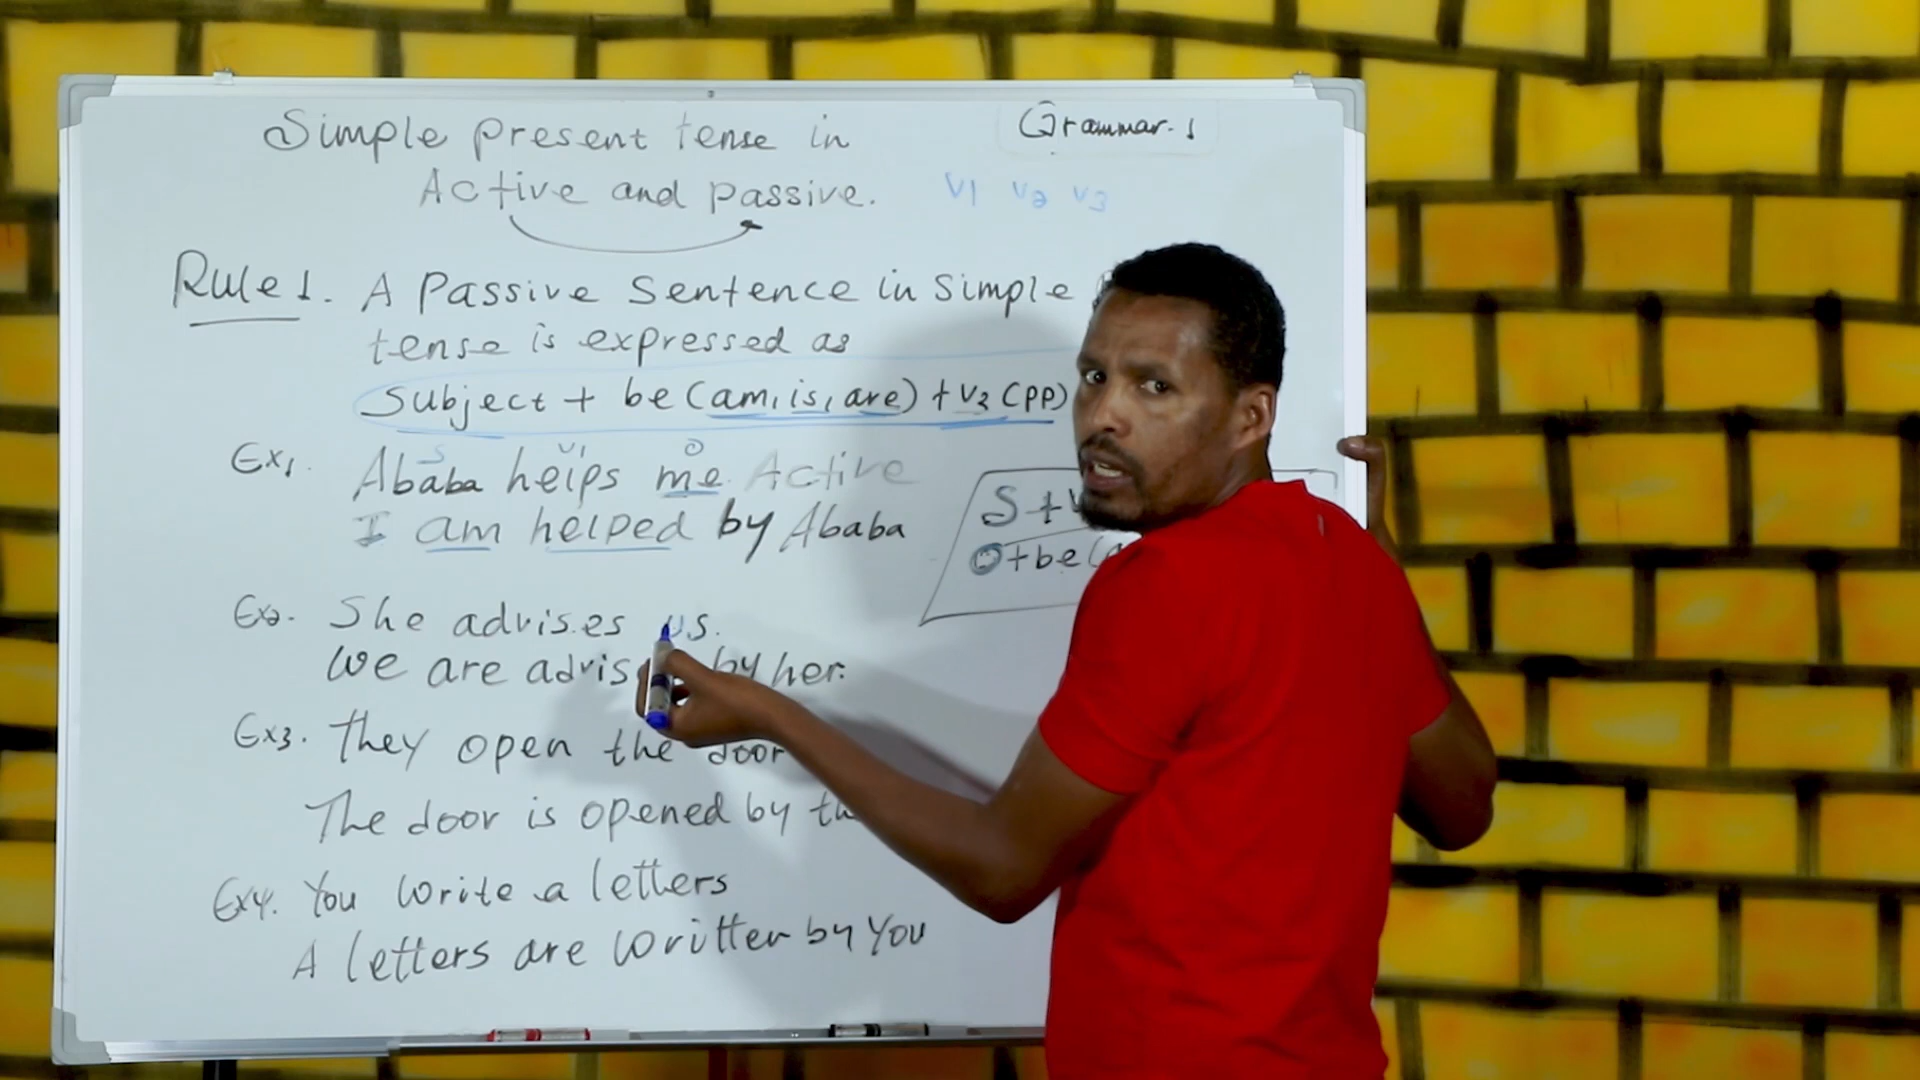 Simple present tense in
Grammar. 1
Active and passive.
V1 V2 V3
Rule 1. A Passive Sentence in Simple
tense is expressed as
Subject + be (am, is, are) + V3 (PP)
S V1 O
Ex1. Ababa helps me. Active
I am helped by Ababa
S +
O + be (
Ex2. She advises us.
We are by her.
Ex3. They open the door
The door is opened by
Ex4. You write a letters
A letters are written by You